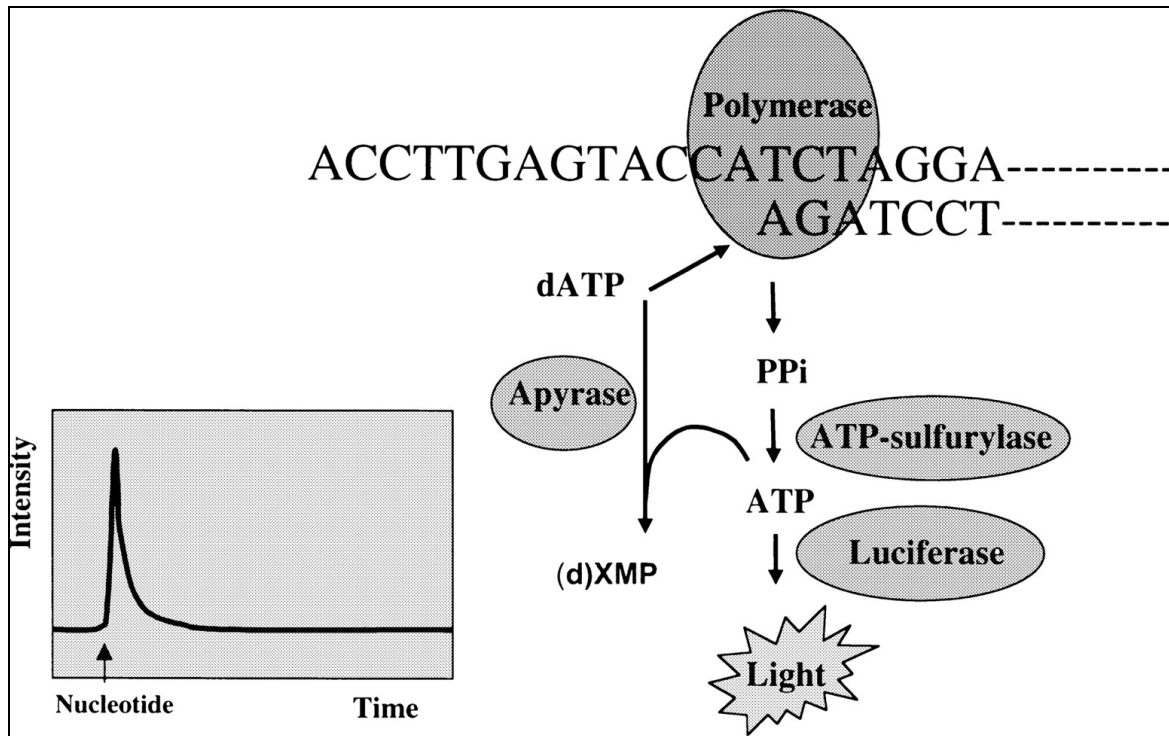 Polymerase
ACCTTGAGTACCATCTAGGA----------
AGATCCT----------
dATP
PPi
Apyrase
ATP-sulfurylase
ATP
Luciferase
(d)XMP
Light
Intensity
Nucleotide
Time